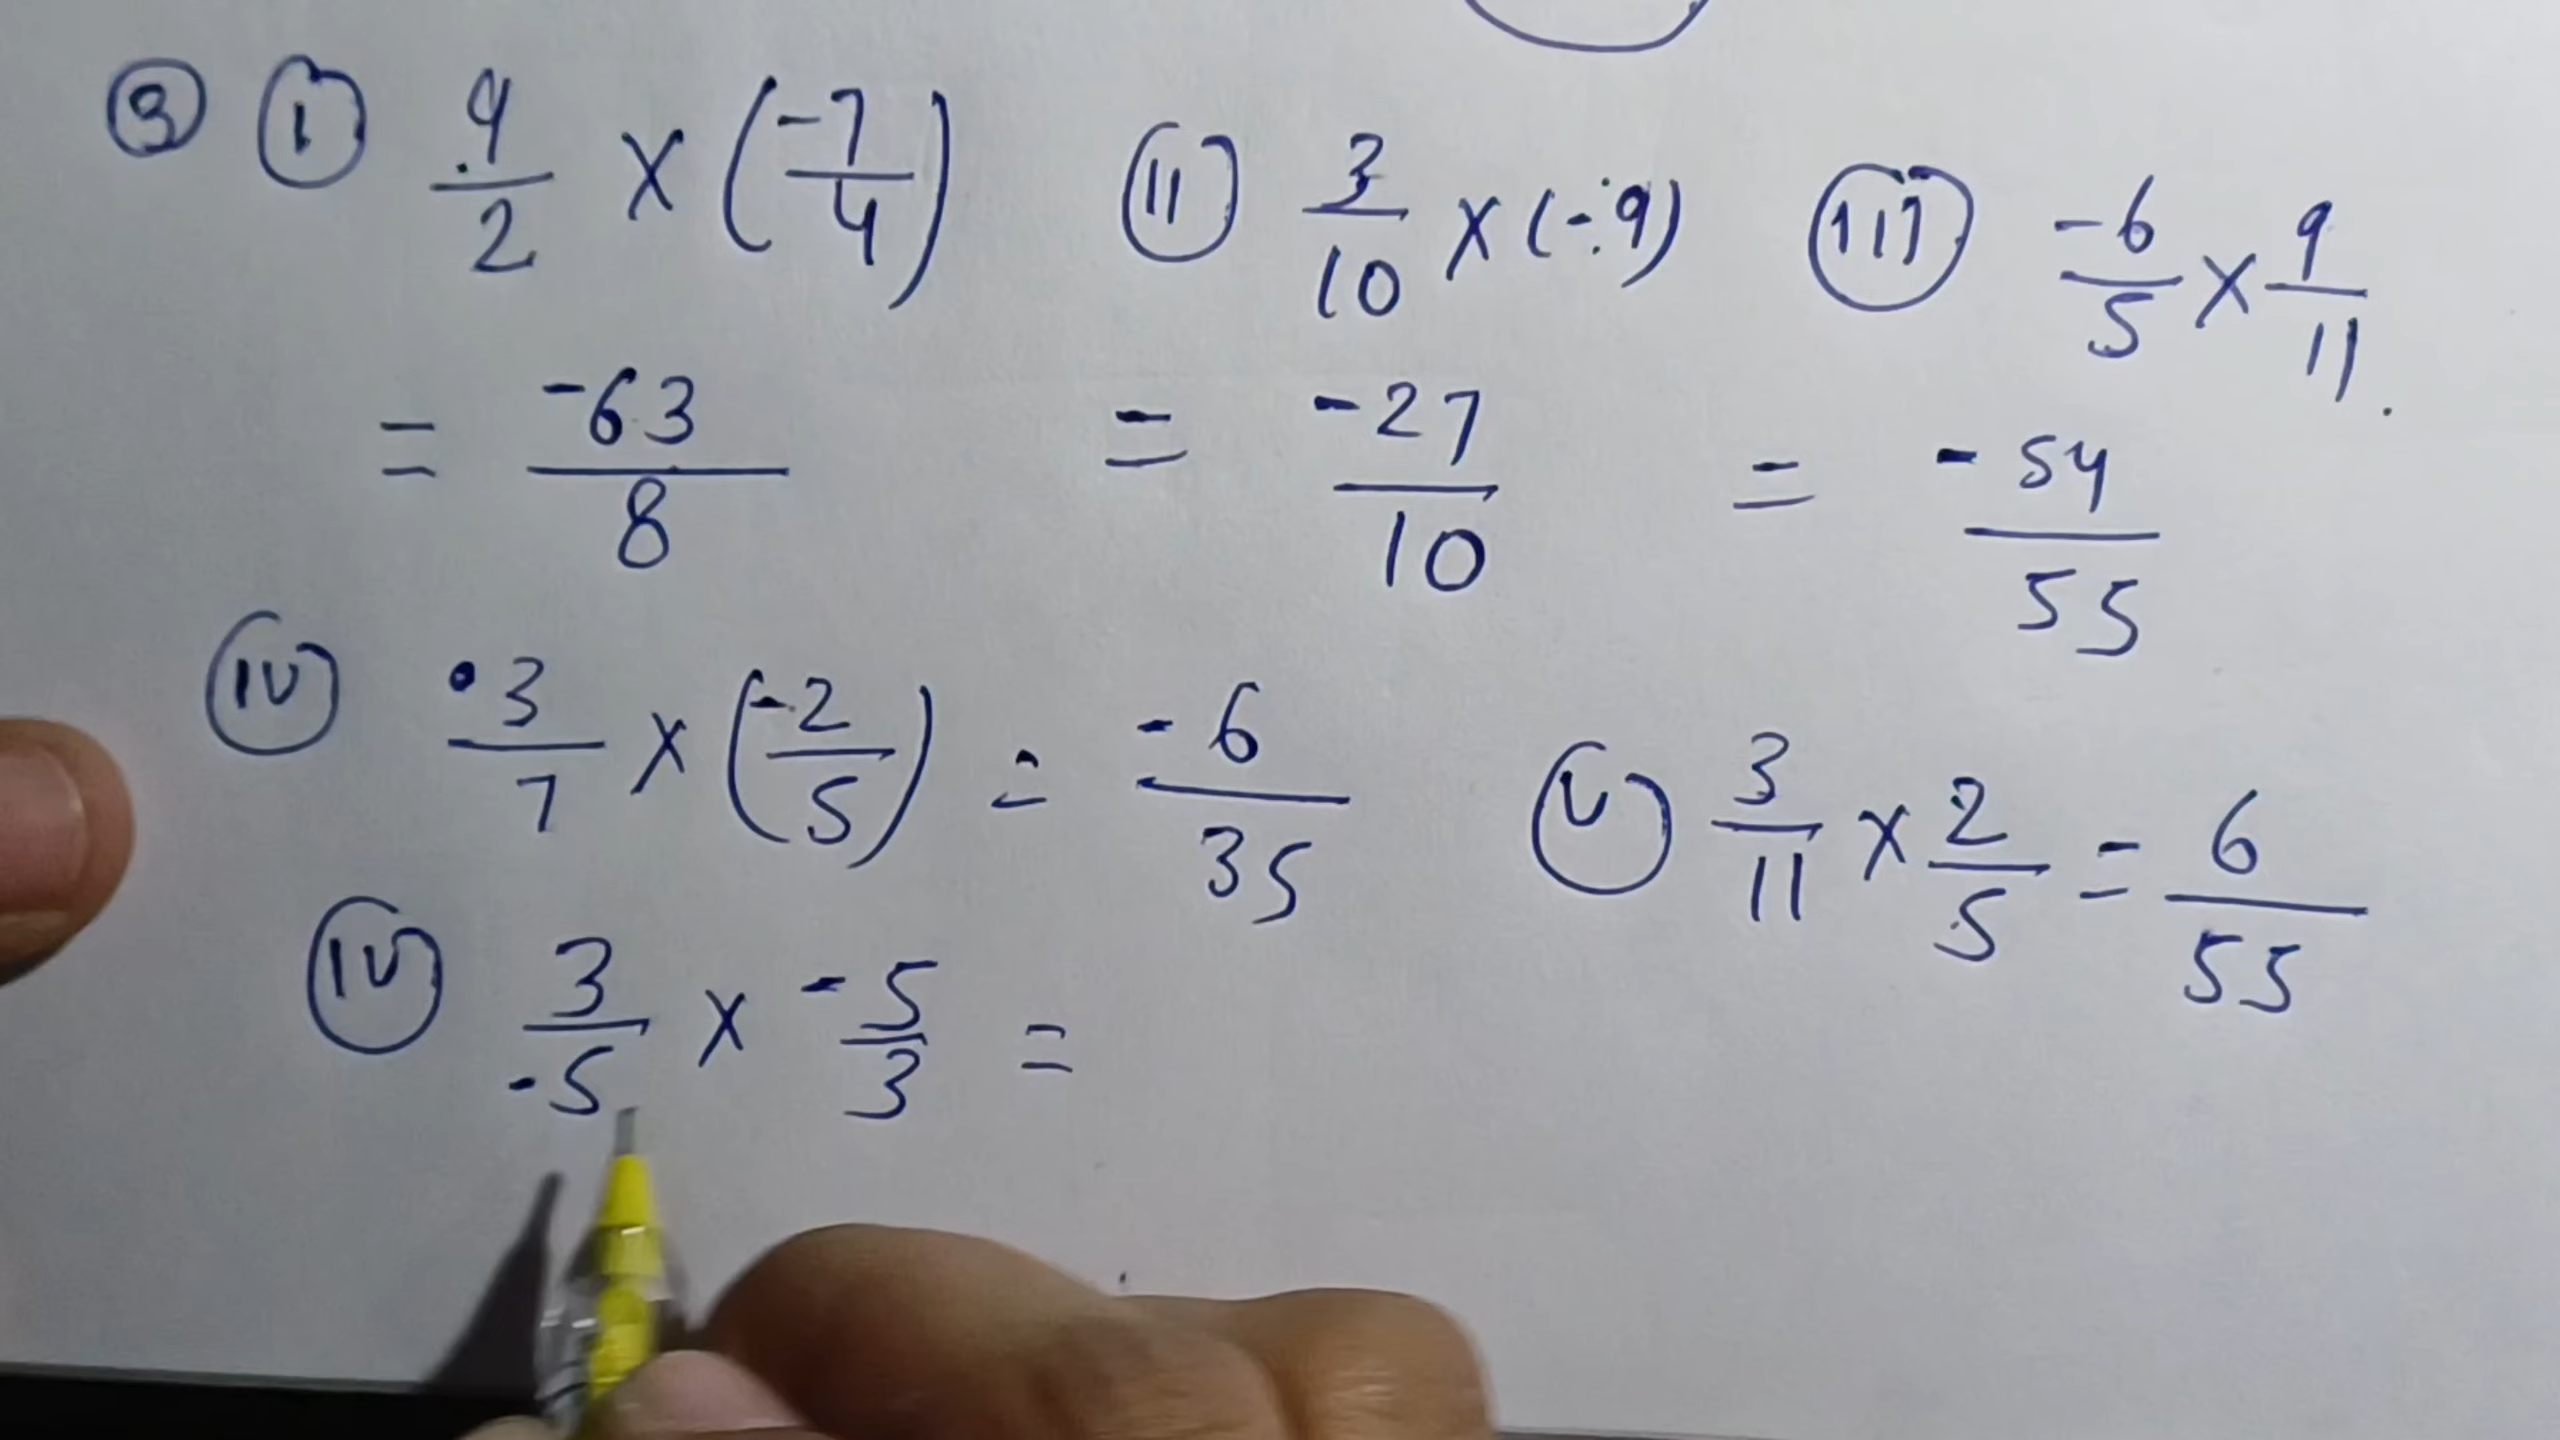 3 (i) 9/2 × (-7/4) (ii) 3/10 × (-9) (iii) -6/5 × 9/11
= -63/8 = -27/10 = -54/55
(iv) 3/7 × (-2/5) = -6/35 (v) 3/11 × 2/5 = 6/55
(iv) 3/-5 × -5/3 =